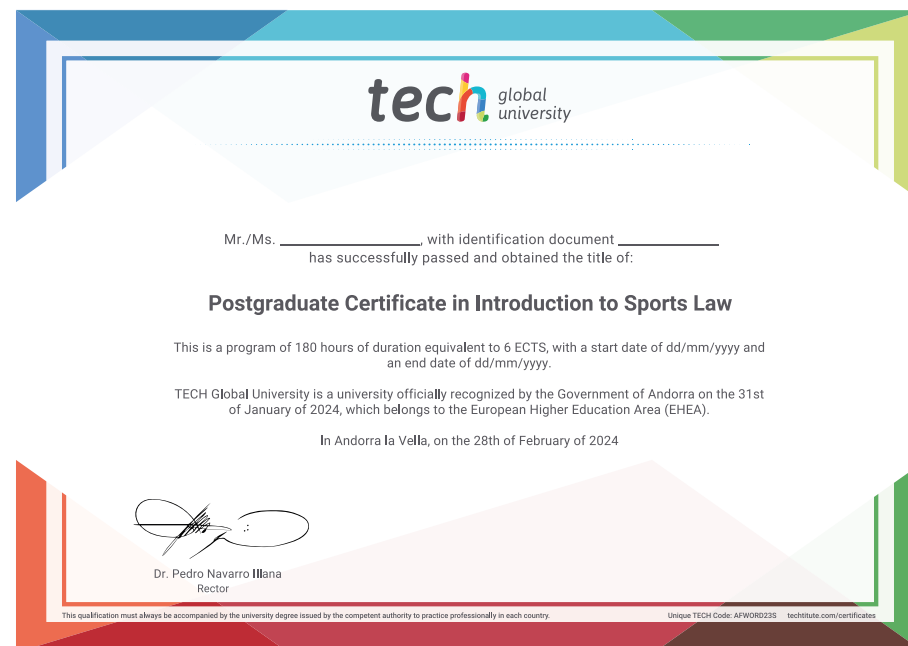 tech global university
Mr./Ms. ________________, with identification document ____________
has successfully passed and obtained the title of:
Postgraduate Certificate in Introduction to Sports Law
This is a program of 180 hours of duration equivalent to 6 ECTS, with a start date of dd/mm/yyyy and
an end date of dd/mm/yyyy.
TECH Global University is a university officially recognized by the Government of Andorra on the 31st
of January of 2024, which belongs to the European Higher Education Area (EHEA).
In Andorra la Vella, on the 28th of February of 2024
Dr. Pedro Navarro Illana
Rector
This qualification must always be accompanied by the university degree issued by the competent authority to practice professionally in each country.
Unique TECH Code: AFWORD23S techtitute.com/certificates